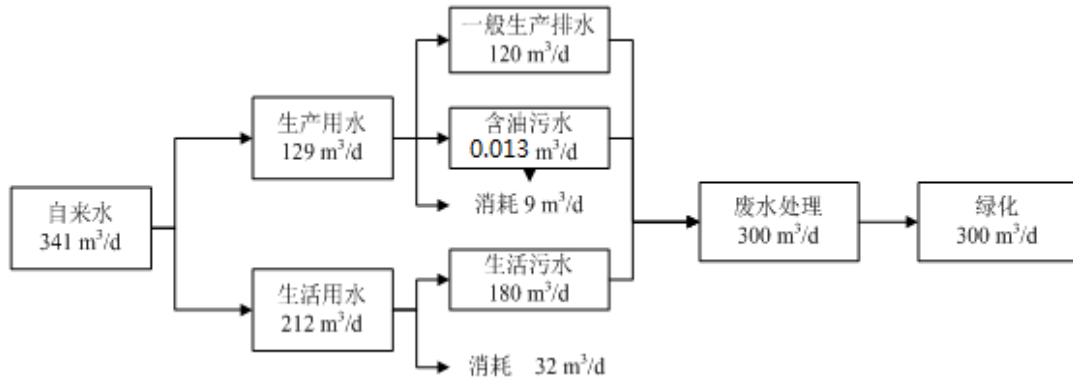 一般生产排水
120 m³/d
生产用水
129 m³/d
含油污水
0.013 m³/d
消耗 9 m³/d
自来水
341 m³/d
废水处理
300 m³/d
绿化
300 m³/d
生活用水
212 m³/d
生活污水
180 m³/d
消耗 32 m³/d